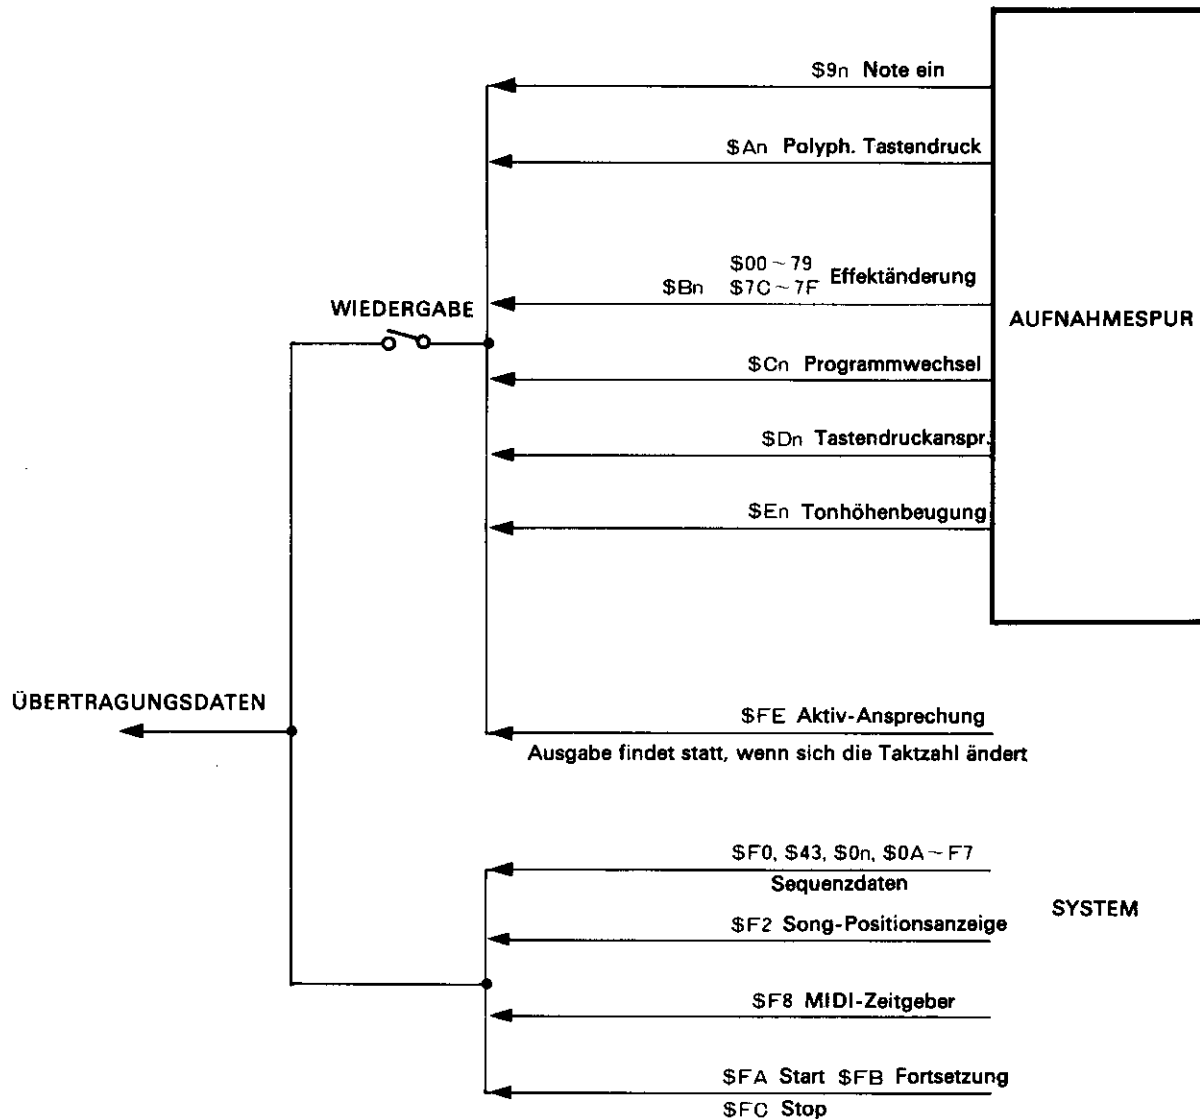 $9n Note ein
$An Polyph. Tastendruck
$00~79
$Bn $7C~7F Effektänderung
WIEDERGABE
AUFNAHMESPUR
$Cn Programmwechsel
$Dn Tastendruckanspr.
$En Tonhöhenbeugung
ÜBERTRAGUNGSDATEN
$FE Aktiv-Ansprechung
Ausgabe findet statt, wenn sich die Taktzahl ändert
$F0, $43, $0n, $0A~F7
Sequenzdaten
SYSTEM
$F2 Song-Positionsanzeige
$F8 MIDI-Zeitgeber
$FA Start $FB Fortsetzung
$FC Stop